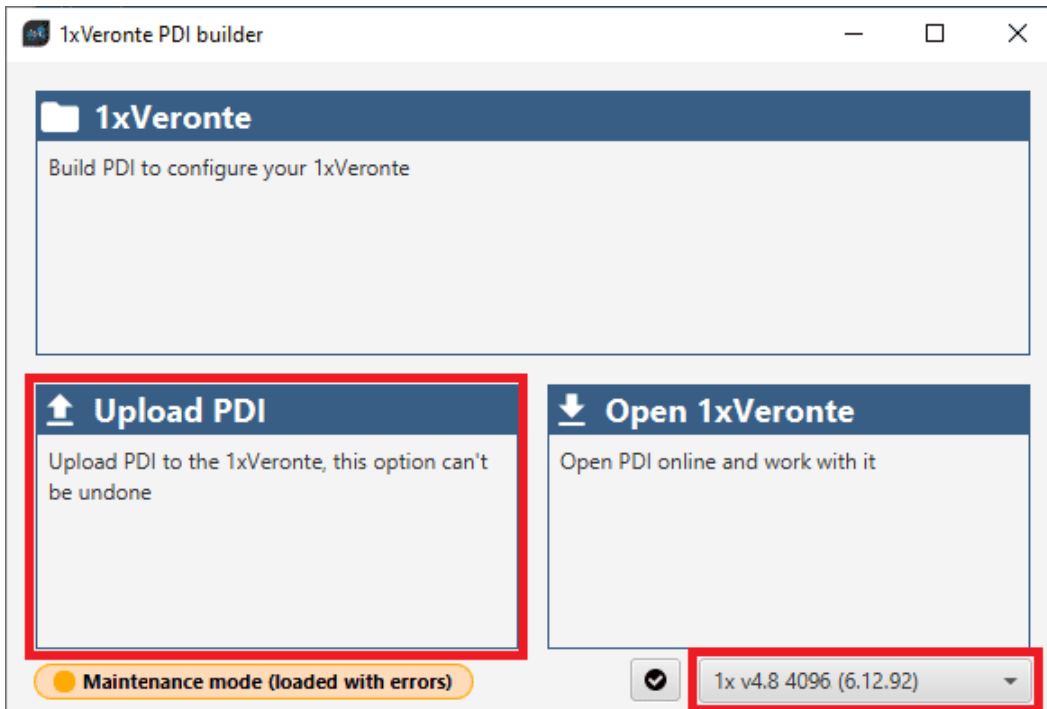 1xVeronte PDI builder
1xVeronte
Build PDI to configure your 1xVeronte
Upload PDI
Upload PDI to the 1xVeronte, this option can't
be undone
Open 1xVeronte
Open PDI online and work with it
Maintenance mode (loaded with errors)
1x v4.8 4096 (6.12.92)